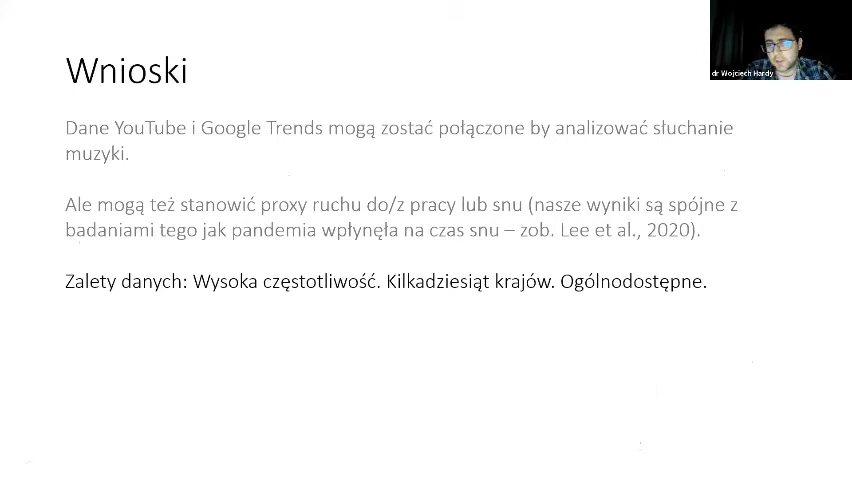 Wnioski
dr Wojciech Hardy
Dane YouTube i Google Trends mogą zostać połączone by analizować słuchanie
muzyki.
Ale mogą też stanowić proxy ruchu do/z pracy lub snu (nasze wyniki są spójne z
badaniami tego jak pandemia wpłynęła na czas snu – zob. Lee et al., 2020).
Zalety danych: Wysoka częstotliwość. Kilkadziesiąt krajów. Ogólnodostępne.